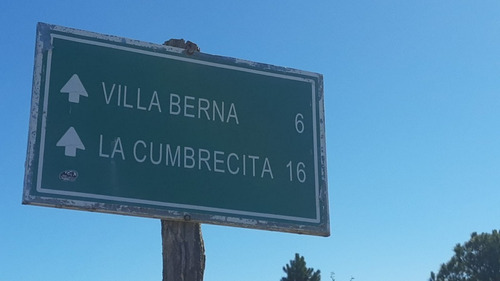 VILLA BERNA 6
LA CUMBRECITA 16